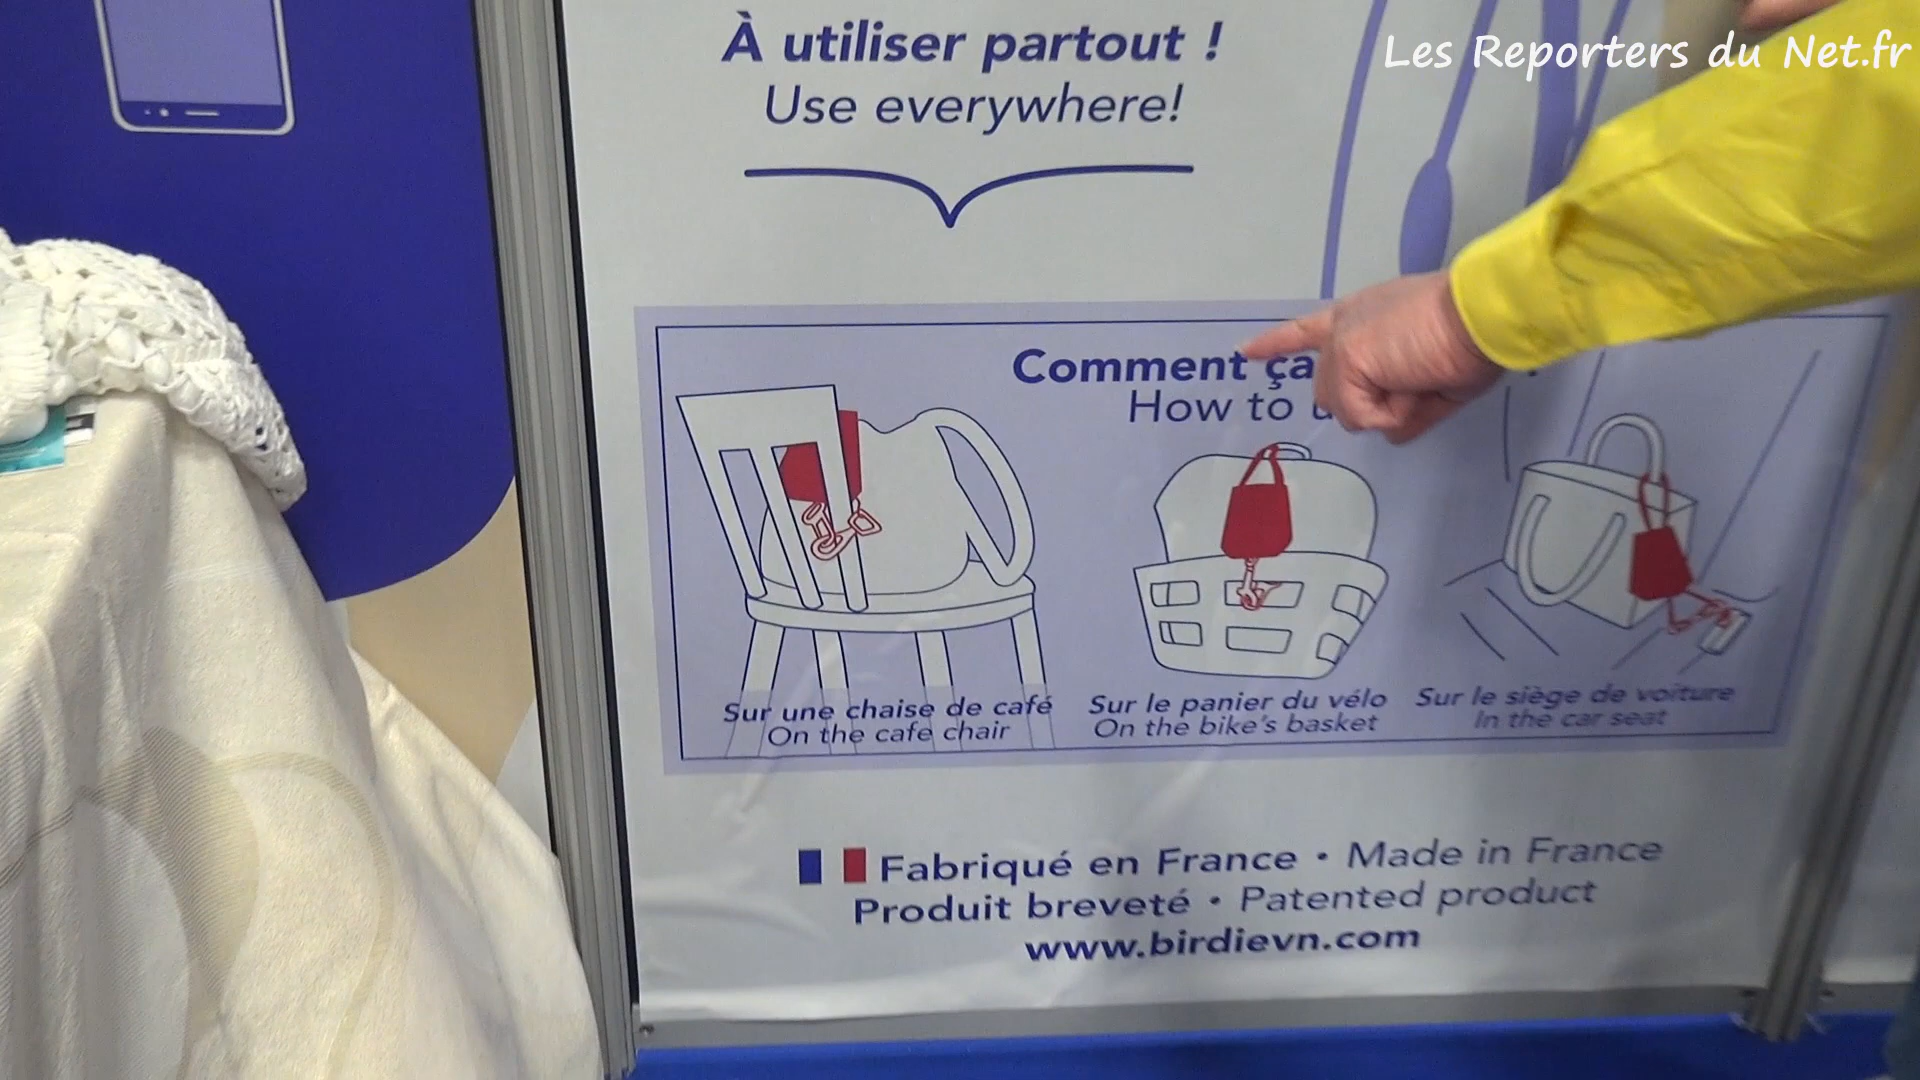 Les Reporters du Net.fr
À utiliser partout !
Use everywhere!
Comment ça
How to
Sur une chaise de café
On the cafe chair
Sur le panier du vélo
On the bike's basket
Sur le siège de voiture
In the car seat
Fabriqué en France • Made in France
Produit breveté • Patented product
www.birdievn.com